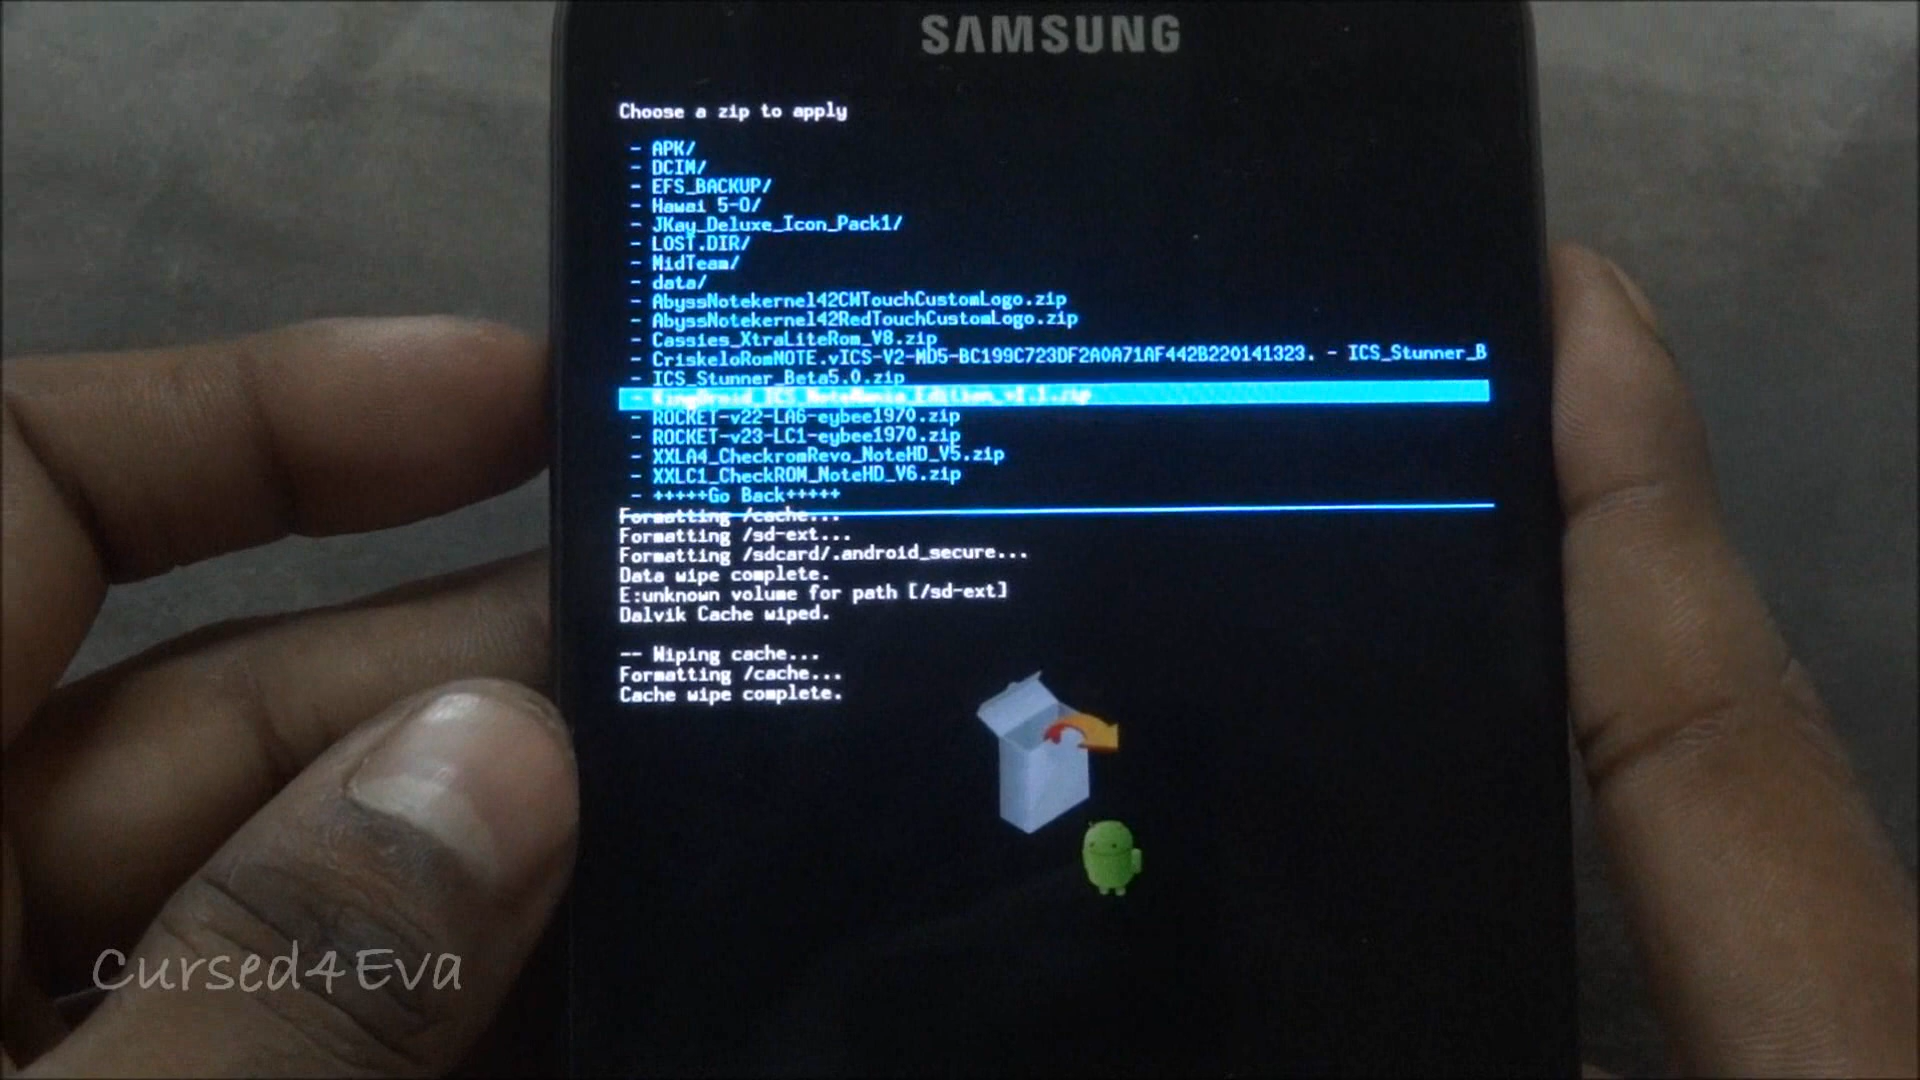 SAMSUNG
Choose a zip to apply
- APK/
- DCIM/
- EFS_BACKUP/
- Hawai 5-O/
- JKay_Deluxe_Icon_Pack1/
- LOST.DIR/
- MidTeam/
- data/
- AbyssNotekernel42CWTouchCustomLogo.zip
- AbyssNotekernel42RedTouchCustomLogo.zip
- Cassies_XtraLiteRom_V8.zip
- CriskeloRomNOTE.vICS-V2-MD5-BC199C723DF2A0A71AF442B220141323. - ICS_Stunner_B
- ICS_Stunner_Beta5.0.zip
- KingDroid_ICS_NoteMania_Edition_v1.1.zip
- ROCKET-v22-LA6-eybee1970.zip
- ROCKET-v23-LC1-eybee1970.zip
- XXLA4_CheckromRevo_NoteHD_V5.zip
- XXLC1_CheckROM_NoteHD_V6.zip
- +++++Go Back+++++
Formatting /cache...
Formatting /sd-ext...
Formatting /sdcard/.android_secure...
Data wipe complete.
E:unknown volume for path [/sd-ext]
Dalvik Cache wiped.
-- Wiping cache...
Formatting /cache...
Cache wipe complete.
Cursed4Eva